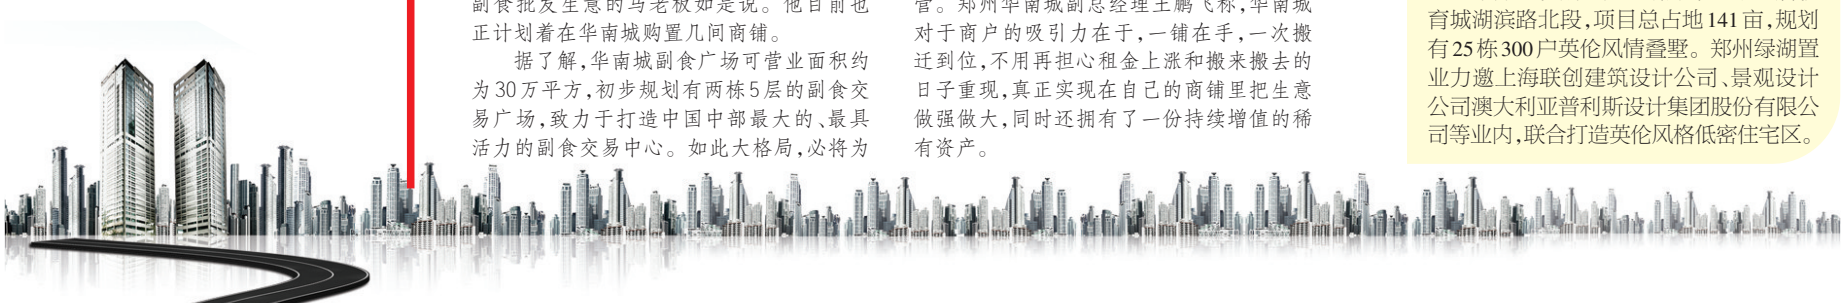 副食批发生意的马老板如是说。他目前也
正计划着在华南城购置几间商铺。
据了解,华南城副食广场可营业面积约
为30万平方,初步规划有两栋5层的副食交
易广场,致力于打造中国中部最大的、最具
活力的副食交易中心。如此大格局,必将为
营。郑州华南城副总经理王鹏飞称,华南城
对于商户的吸引力在于,一铺在手,一次搬
迁到位,不用再担心租金上涨和搬来搬去的
日子重现,真正实现在自己的商铺里把生意
做强做大,同时还拥有了一份持续增值的稀
有资产。
育城湖滨路北段,项目总占地141亩,规划
有25栋300户英伦风情叠墅。郑州绿湖置
业力邀上海联创建筑设计公司、景观设计
公司澳大利亚普利斯设计集团股份有限公
司等业内,联合打造英伦风格低密住宅区。